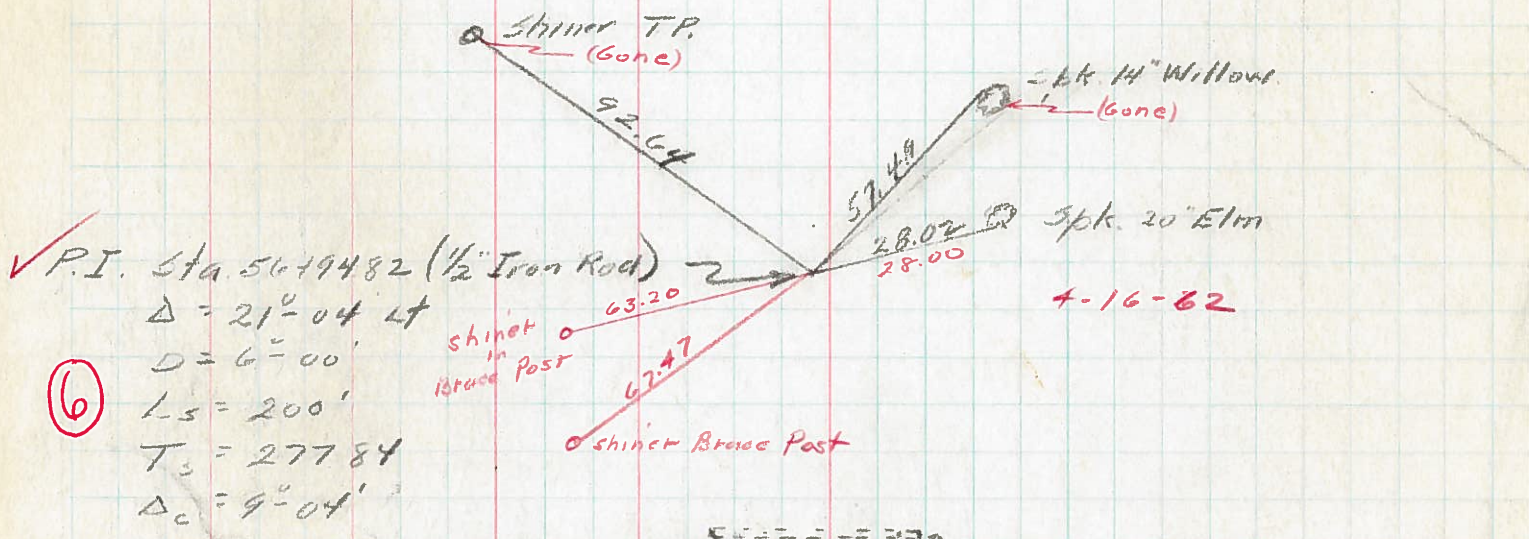 Shiner T.P.
(Gone)
Spk. 14" Willow
(Gone)
92.64
57.49
28.02
28.00
Spk. 20" Elm
4-16-62
✓ P.I. Sta. 56+94.82 (1/2" Iron Rod)
Δ = 21°-04' Lt
D = 6°-00'
Ls = 200'
Ts = 277.84
Δc = 9°-04'
6
63.20
Shiner
in
Brace Post
67.47
Shiner Brace Post